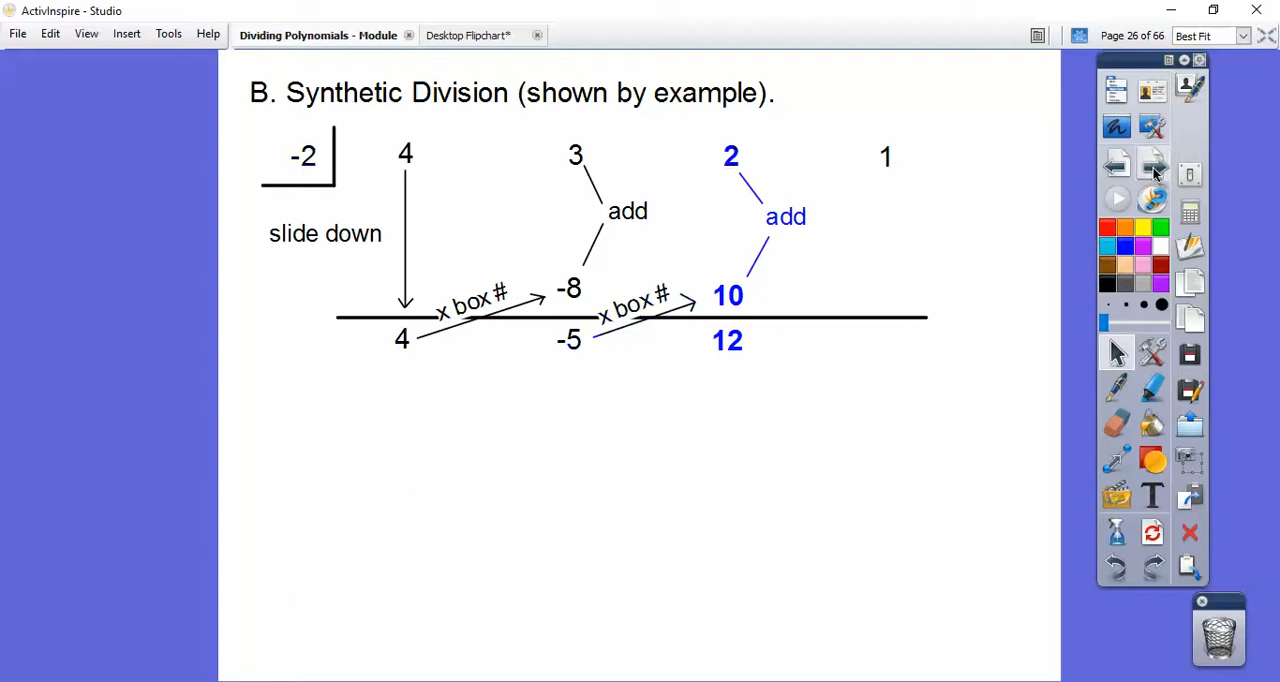 ActivInspire - Studio
File Edit View Insert Tools Help Dividing Polynomials - Module Desktop Flipchart* Page 26 of 66 Best Fit
B. Synthetic Division (shown by example).
-2 4 3 2 1
slide down add add
x box # -8 x box # 10
4 -5 12